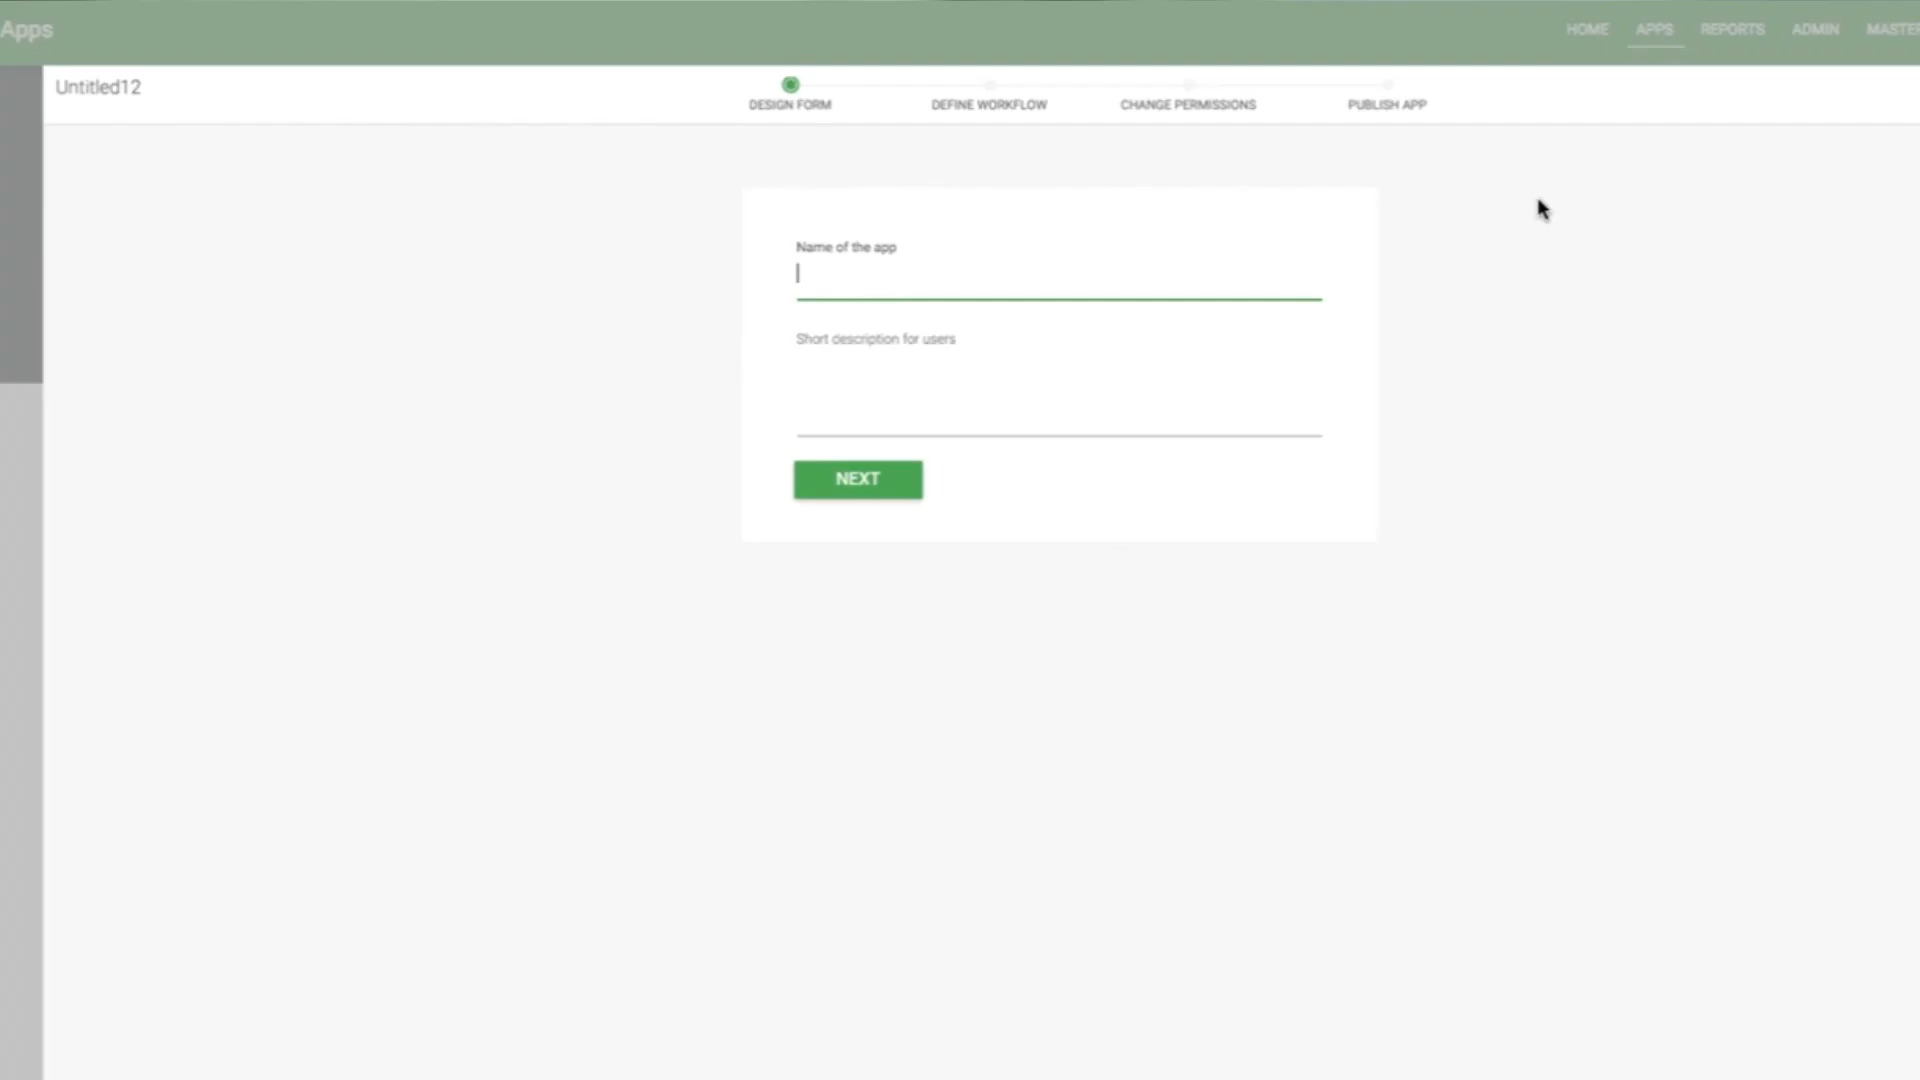 Apps
HOME APPS REPORTS ADMIN
Untitled12
DESIGN FORM DEFINE WORKFLOW CHANGE PERMISSIONS PUBLISH APP
Name of the app
Short description for users
NEXT